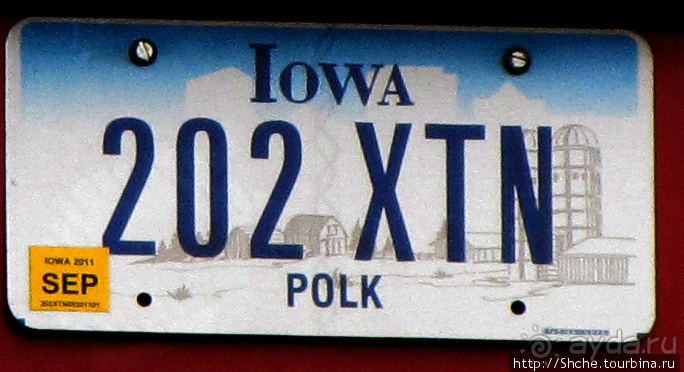 IOWA
202 XTN
IOWA 2011
SEP
POLK
ayda.ru
http://Shche.tourbina.ru